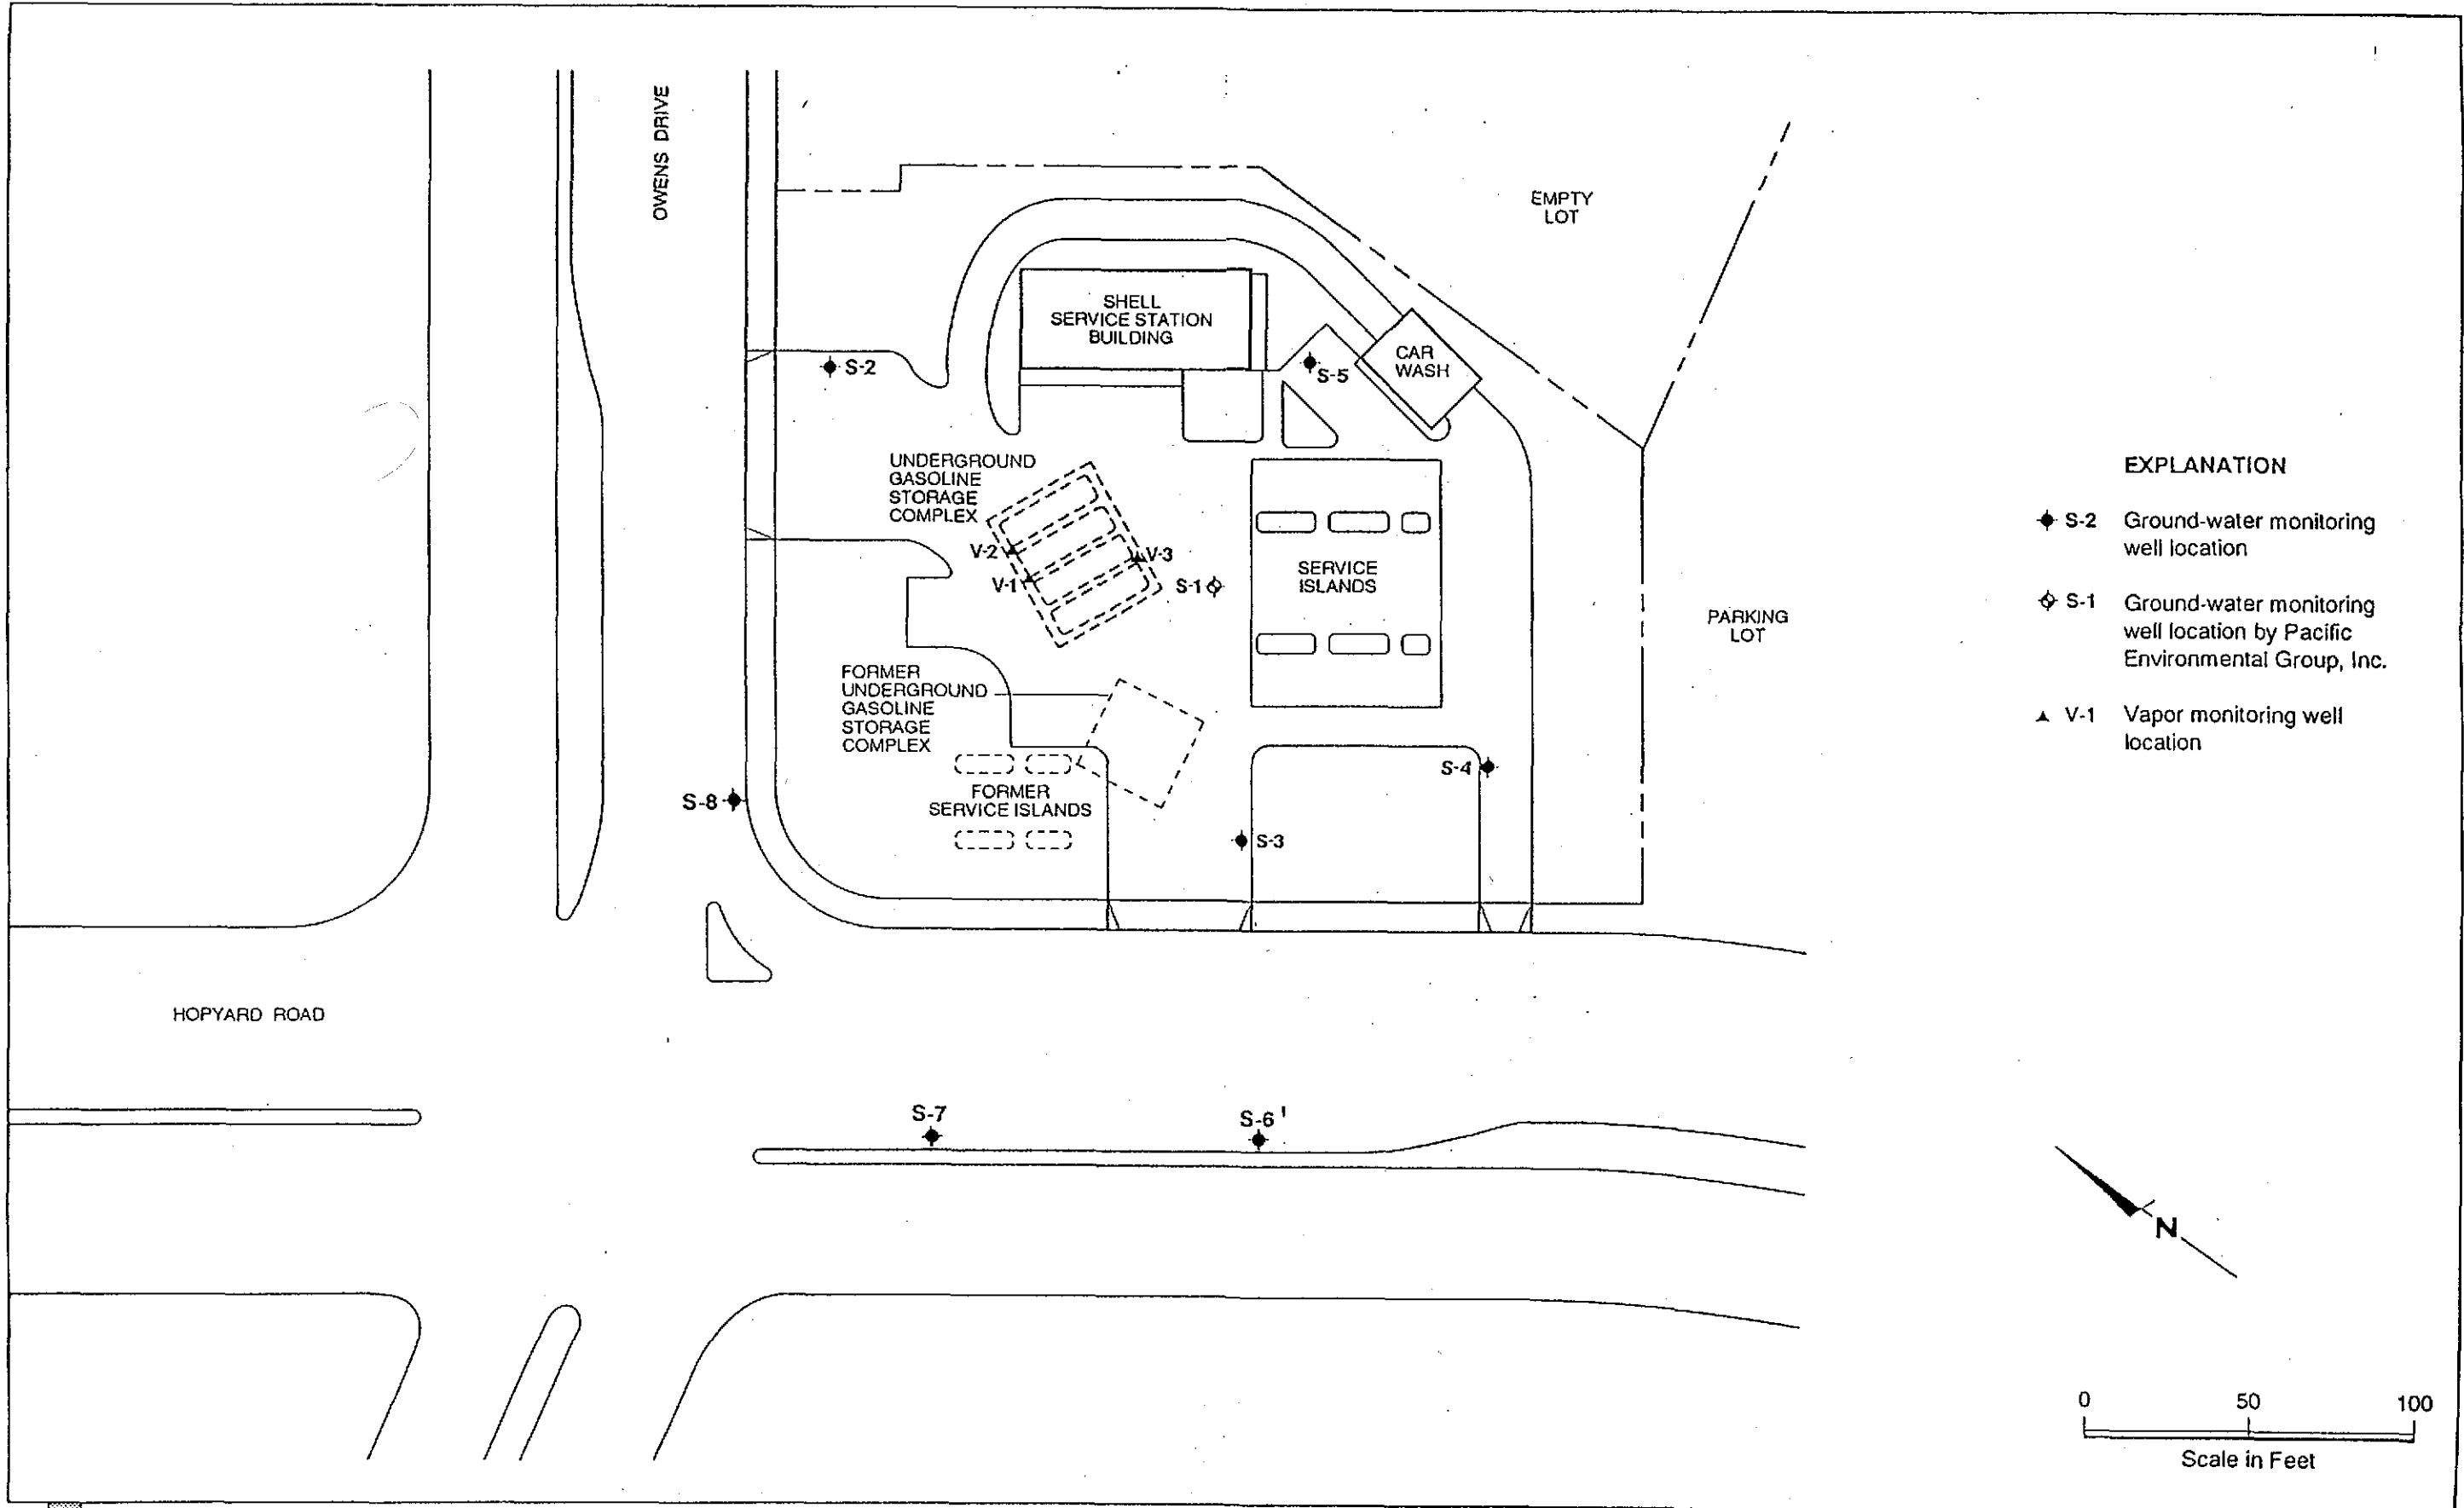 OWENS DRIVE
EMPTY
LOT
SHELL
SERVICE STATION
BUILDING
CAR
WASH
S-2
S-5
UNDERGROUND
GASOLINE
STORAGE
COMPLEX
V-2
V-3
V-1
S-1
SERVICE
ISLANDS
PARKING
LOT
FORMER
UNDERGROUND
GASOLINE
STORAGE
COMPLEX
S-4
S-8
FORMER
SERVICE ISLANDS
S-3
HOPYARD ROAD
S-7
S-6
EXPLANATION
S-2 Ground-water monitoring
well location
S-1 Ground-water monitoring
well location by Pacific
Environmental Group, Inc.
V-1 Vapor monitoring well
location
N
0 50 100
Scale in Feet